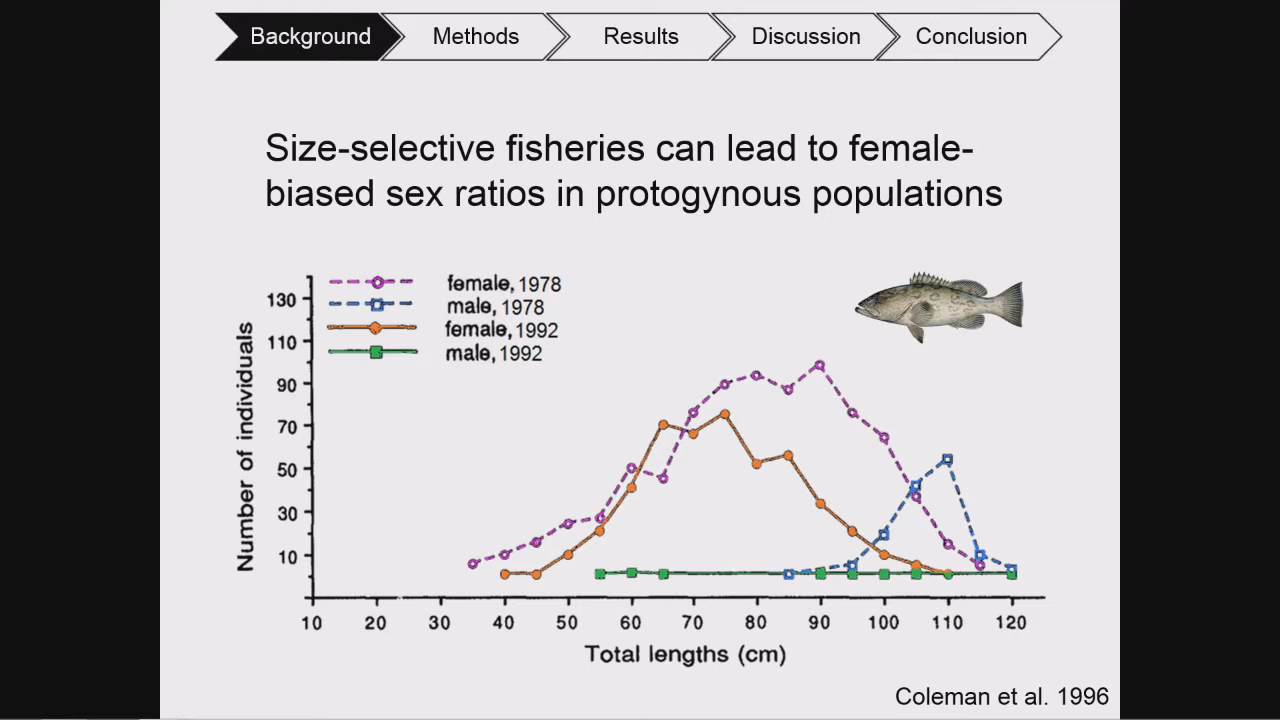 Background Methods Results Discussion Conclusion
Size-selective fisheries can lead to female-
biased sex ratios in protogynous populations
female, 1978
male, 1978
female, 1992
male, 1992
Number of individuals
130
110
90
70
50
30
10
10 20 30 40 50 60 70 80 90 100 110 120
Total lengths (cm)
Coleman et al. 1996